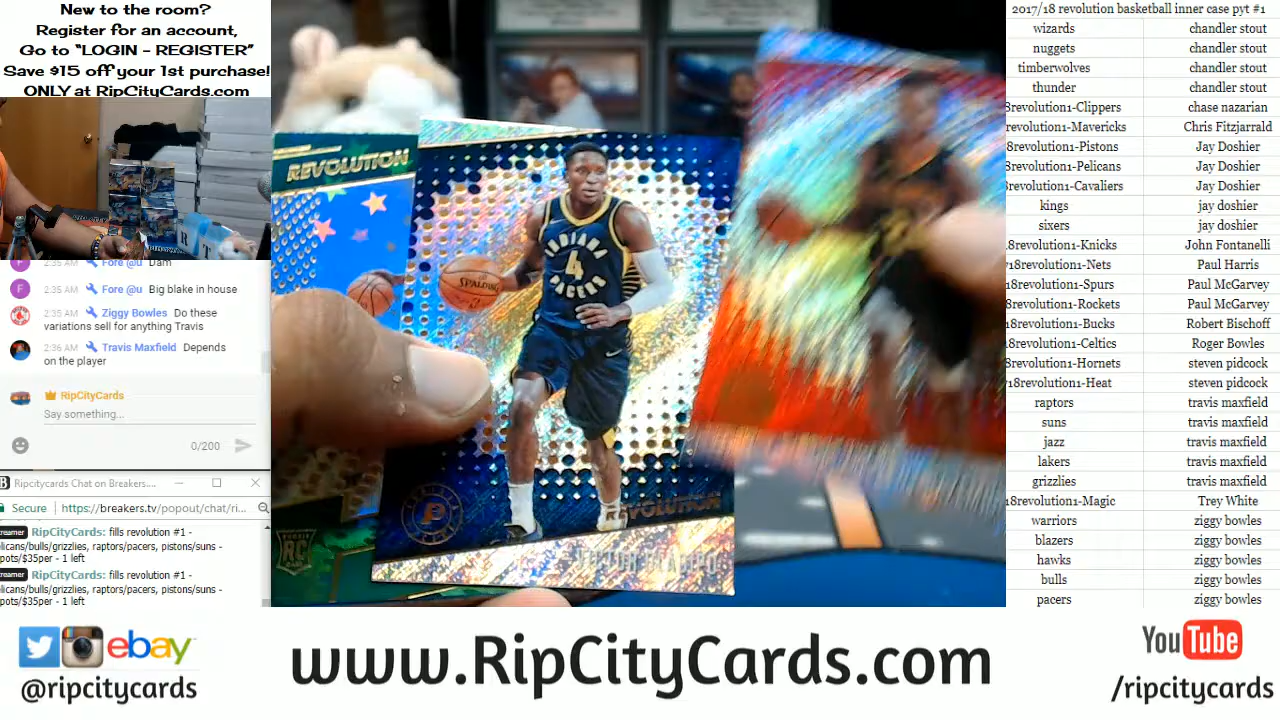 New to the room?
Register for an account,
Go to “LOGIN - REGISTER”
Save $15 off your 1st purchase!
ONLY at RipCityCards.com
2:35 AM Fore @u Dam
F 2:35 AM Fore @u Big blake in house
2:35 AM Ziggy Bowles Do these
variations sell for anything Travis
2:36 AM Travis Maxfield Depends
on the player
RipCityCards
Say something...
0/200
Ripcitycards Chat on Breakers....
Secure https://breakers.tv/popout/chat/ri...
reamer RipCityCards: fills revolution #1 -
licans/bulls/grizzlies, raptors/pacers, pistons/suns -
pots/$35per - 1 left
reamer RipCityCards: fills revolution #1 -
licans/bulls/grizzlies, raptors/pacers, pistons/suns -
pots/$35per - 1 left
REVOLUTION
INDIANA
4
PACERS
SPALDING
RC
VOLUTION
VICTOR OLADIPO
2017/18 revolution basketball inner case pyt #1
wizards chandler stout
nuggets chandler stout
timberwolves chandler stout
thunder chandler stout
8revolution1-Clippers chase nazarian
revolution1-Mavericks Chris Fitzjarrald
18revolution1-Pistons Jay Doshier
18revolution1-Pelicans Jay Doshier
revolution1-Cavaliers Jay Doshier
kings jay doshier
sixers jay doshier
18revolution1-Knicks John Fontanelli
18revolution1-Nets Paul Harris
18revolution1-Spurs Paul McGarvey
8revolution1-Rockets Paul McGarvey
18revolution1-Bucks Robert Bischoff
18revolution1-Celtics Roger Bowles
8revolution1-Hornets steven pidcock
18revolution1-Heat steven pidcock
raptors travis maxfield
suns travis maxfield
jazz travis maxfield
lakers travis maxfield
grizzlies travis maxfield
18revolution1-Magic Trey White
warriors ziggy bowles
blazers ziggy bowles
hawks ziggy bowles
bulls ziggy bowles
pacers ziggy bowles
ebay
@ripcitycards
www.RipCityCards.com
YouTube
/ripcitycards